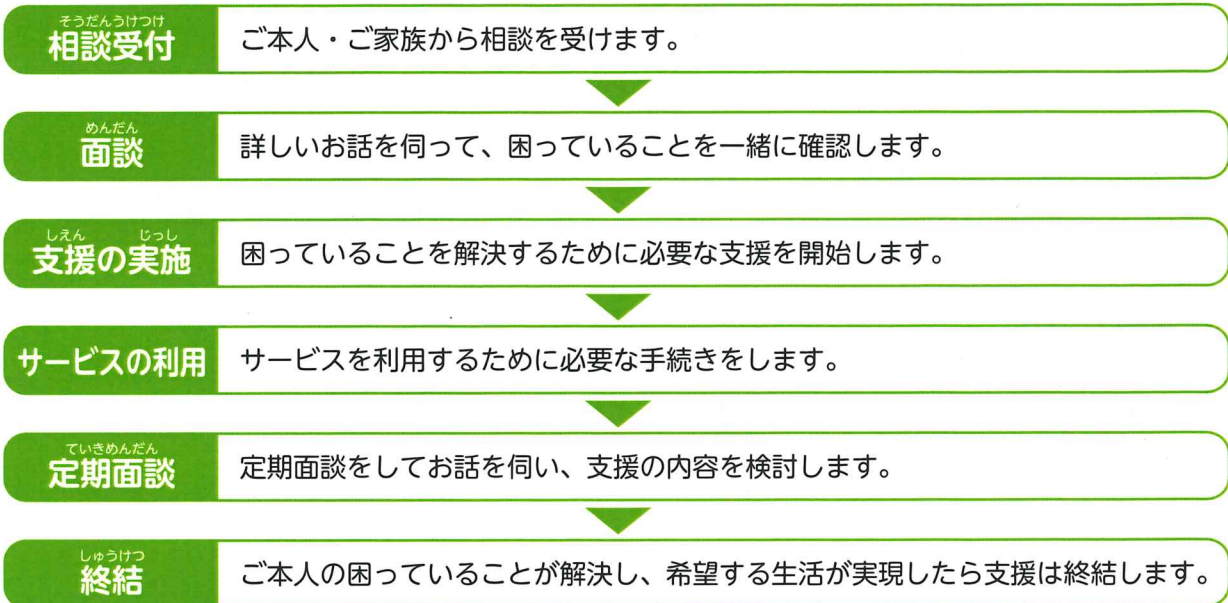 そうだんうけつけ
相談受付
ご本人・ご家族から相談を受けます。
めんだん
面談
詳しいお話を伺って、困っていることを一緒に確認します。
しえん じっし
支援の実施
困っていることを解決するために必要な支援を開始します。
サービスの利用
サービスを利用するために必要な手続きをします。
ていきめんだん
定期面談
定期面談をしてお話を伺い、支援の内容を検討します。
しゅうけつ
終結
ご本人の困っていることが解決し、希望する生活が実現したら支援は終結します。